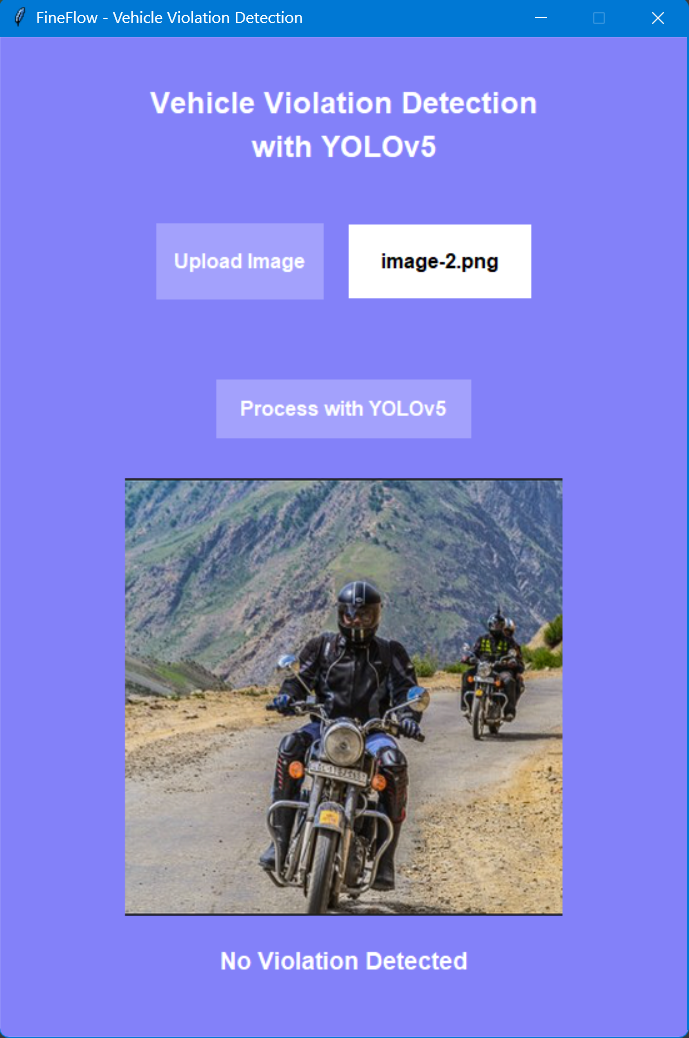 FineFlow - Vehicle Violation Detection
Vehicle Violation Detection
with YOLOv5
Upload Image
image-2.png
Process with YOLOv5
No Violation Detected